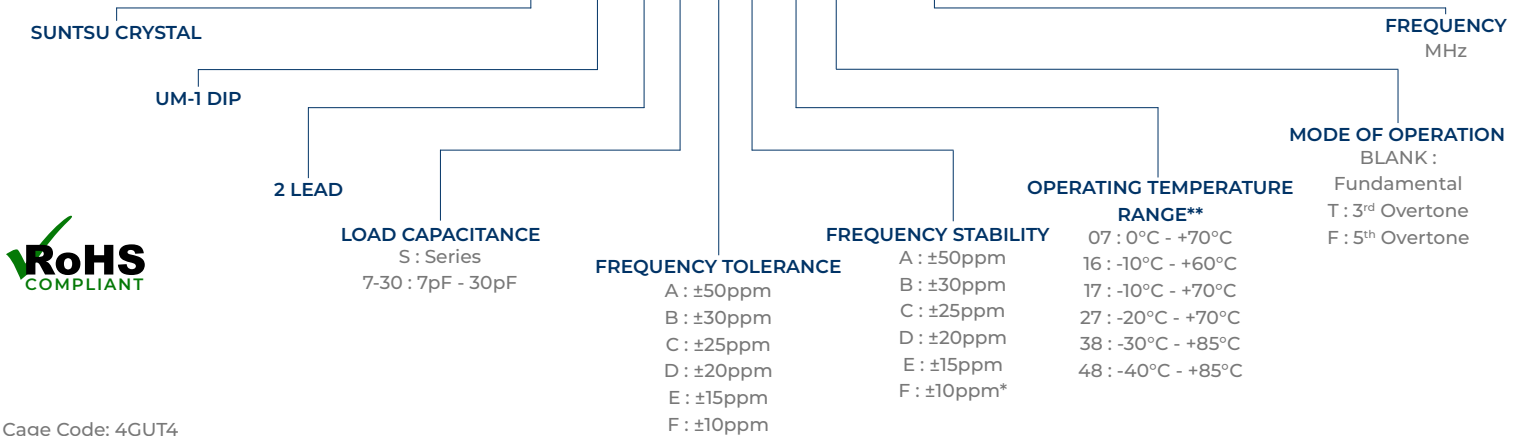 SUNTSU CRYSTAL
UM-1 DIP
2 LEAD
LOAD CAPACITANCE
S : Series
7-30 : 7pF - 30pF
FREQUENCY TOLERANCE
A : ±50ppm
B : ±30ppm
C : ±25ppm
D : ±20ppm
E : ±15ppm
F : ±10ppm
FREQUENCY STABILITY
A : ±50ppm
B : ±30ppm
C : ±25ppm
D : ±20ppm
E : ±15ppm
F : ±10ppm*
OPERATING TEMPERATURE
RANGE**
07 : 0°C - +70°C
16 : -10°C - +60°C
17 : -10°C - +70°C
27 : -20°C - +70°C
38 : -30°C - +85°C
48 : -40°C - +85°C
MODE OF OPERATION
BLANK :
Fundamental
T : 3rd Overtone
F : 5th Overtone
FREQUENCY
MHz
RoHS
COMPLIANT
Cage Code: 4GUT4